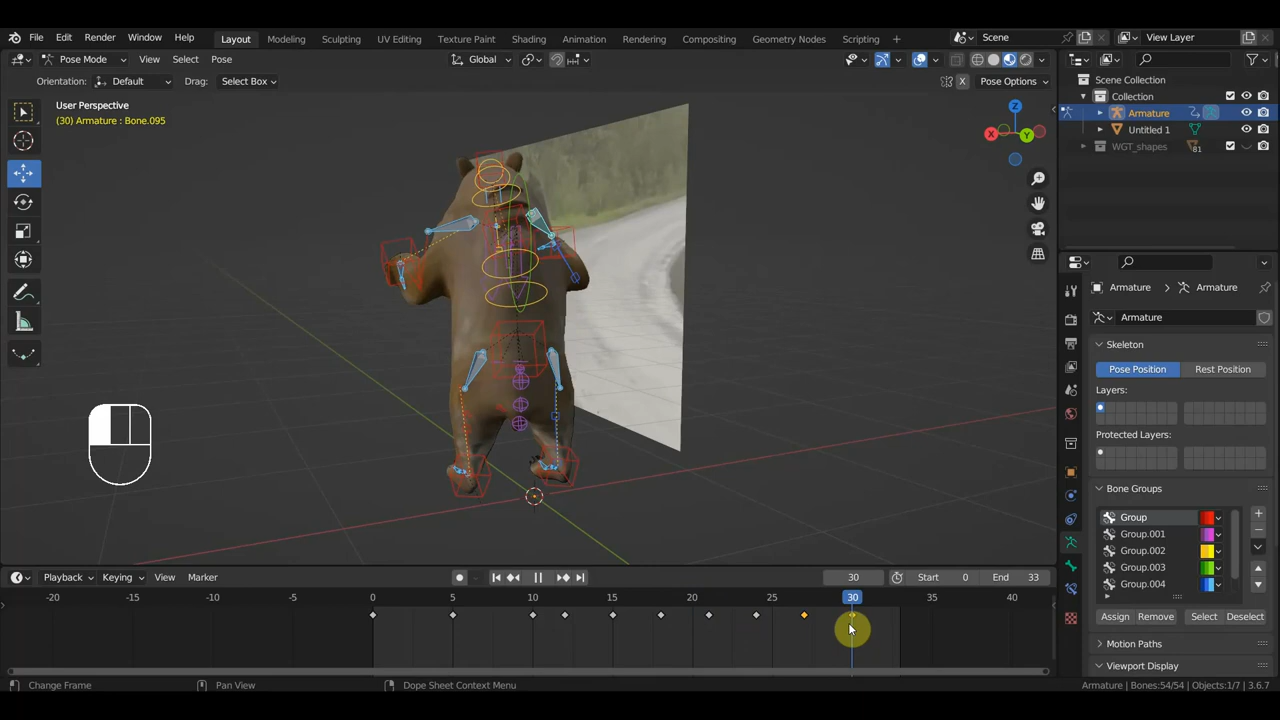 File Edit Render Window Help Layout Modeling Sculpting UV Editing Texture Paint Shading Animation Rendering Compositing Geometry Nodes Scripting + Scene View Layer
Pose Mode View Select Pose Global
Orientation: Default Drag: Select Box X Pose Options
Scene Collection
Collection
Armature
Untitled 1
WGT_shapes 81
User Perspective
(30) Armature : Bone.095
Z
X
Y
Armature Armature
Armature
Skeleton
Pose Position Rest Position
Layers:
Protected Layers:
Bone Groups
Group
Group.001
Group.002
Group.003
Group.004
Assign Remove Select Deselect
Motion Paths
Viewport Display
Playback Keying View Marker 30 Start 0 End 33
-20 -15 -10 -5 0 5 10 15 20 25 30 35 40
Change Frame Pan View Dope Sheet Context Menu Armature | Bones:54/54 | Objects:1/7 | 3.6.7